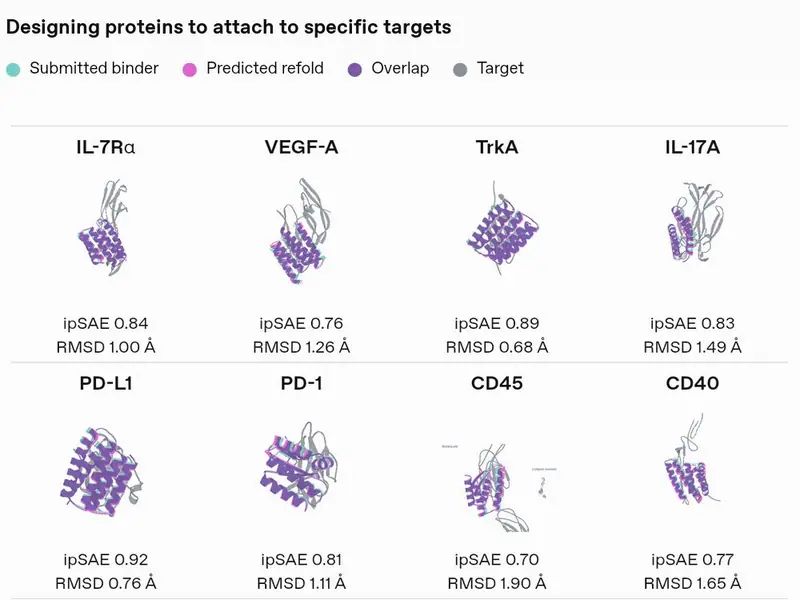 Designing proteins to attach to specific targets
Submitted binder Predicted refold Overlap Target
IL-7Rα VEGF-A TrkA IL-17A
ipSAE 0.84 ipSAE 0.76 ipSAE 0.89 ipSAE 0.83
RMSD 1.00 Å RMSD 1.26 Å RMSD 0.68 Å RMSD 1.49 Å
PD-L1 PD-1 CD45 CD40
ipSAE 0.92 ipSAE 0.81 ipSAE 0.70 ipSAE 0.77
RMSD 0.76 Å RMSD 1.11 Å RMSD 1.90 Å RMSD 1.65 Å